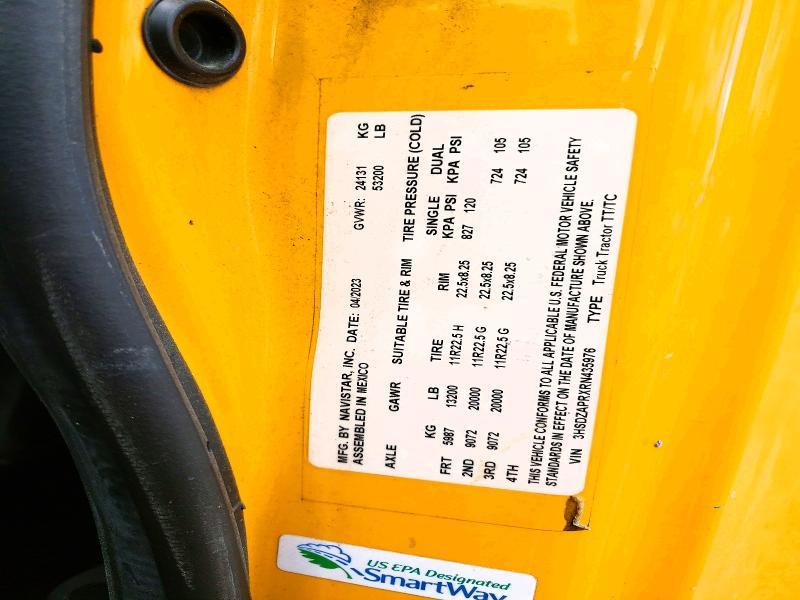 MFG. BY NAVISTAR, INC. DATE: 04/2023 GVWR: 24131 KG
ASSEMBLED IN MEXICO 53200 LB
AXLE GAWR SUITABLE TIRE & RIM TIRE PRESSURE (COLD)
SINGLE DUAL
KG LB TIRE RIM KPA PSI KPA PSI
FRT 5987 13200 11R22.5 H 22.5x8.25 827 120
2ND 9072 20000 11R22.5 G 22.5x8.25 724 105
3RD 9072 20000 11R22.5 G 22.5x8.25 724 105
4TH
THIS VEHICLE CONFORMS TO ALL APPLICABLE U.S. FEDERAL MOTOR VEHICLE SAFETY
STANDARDS IN EFFECT ON THE DATE OF MANUFACTURE SHOWN ABOVE.
VIN 3HSDZAPRXRN435976 TYPE Truck Tractor TT/TC
US EPA Designated
SmartWay